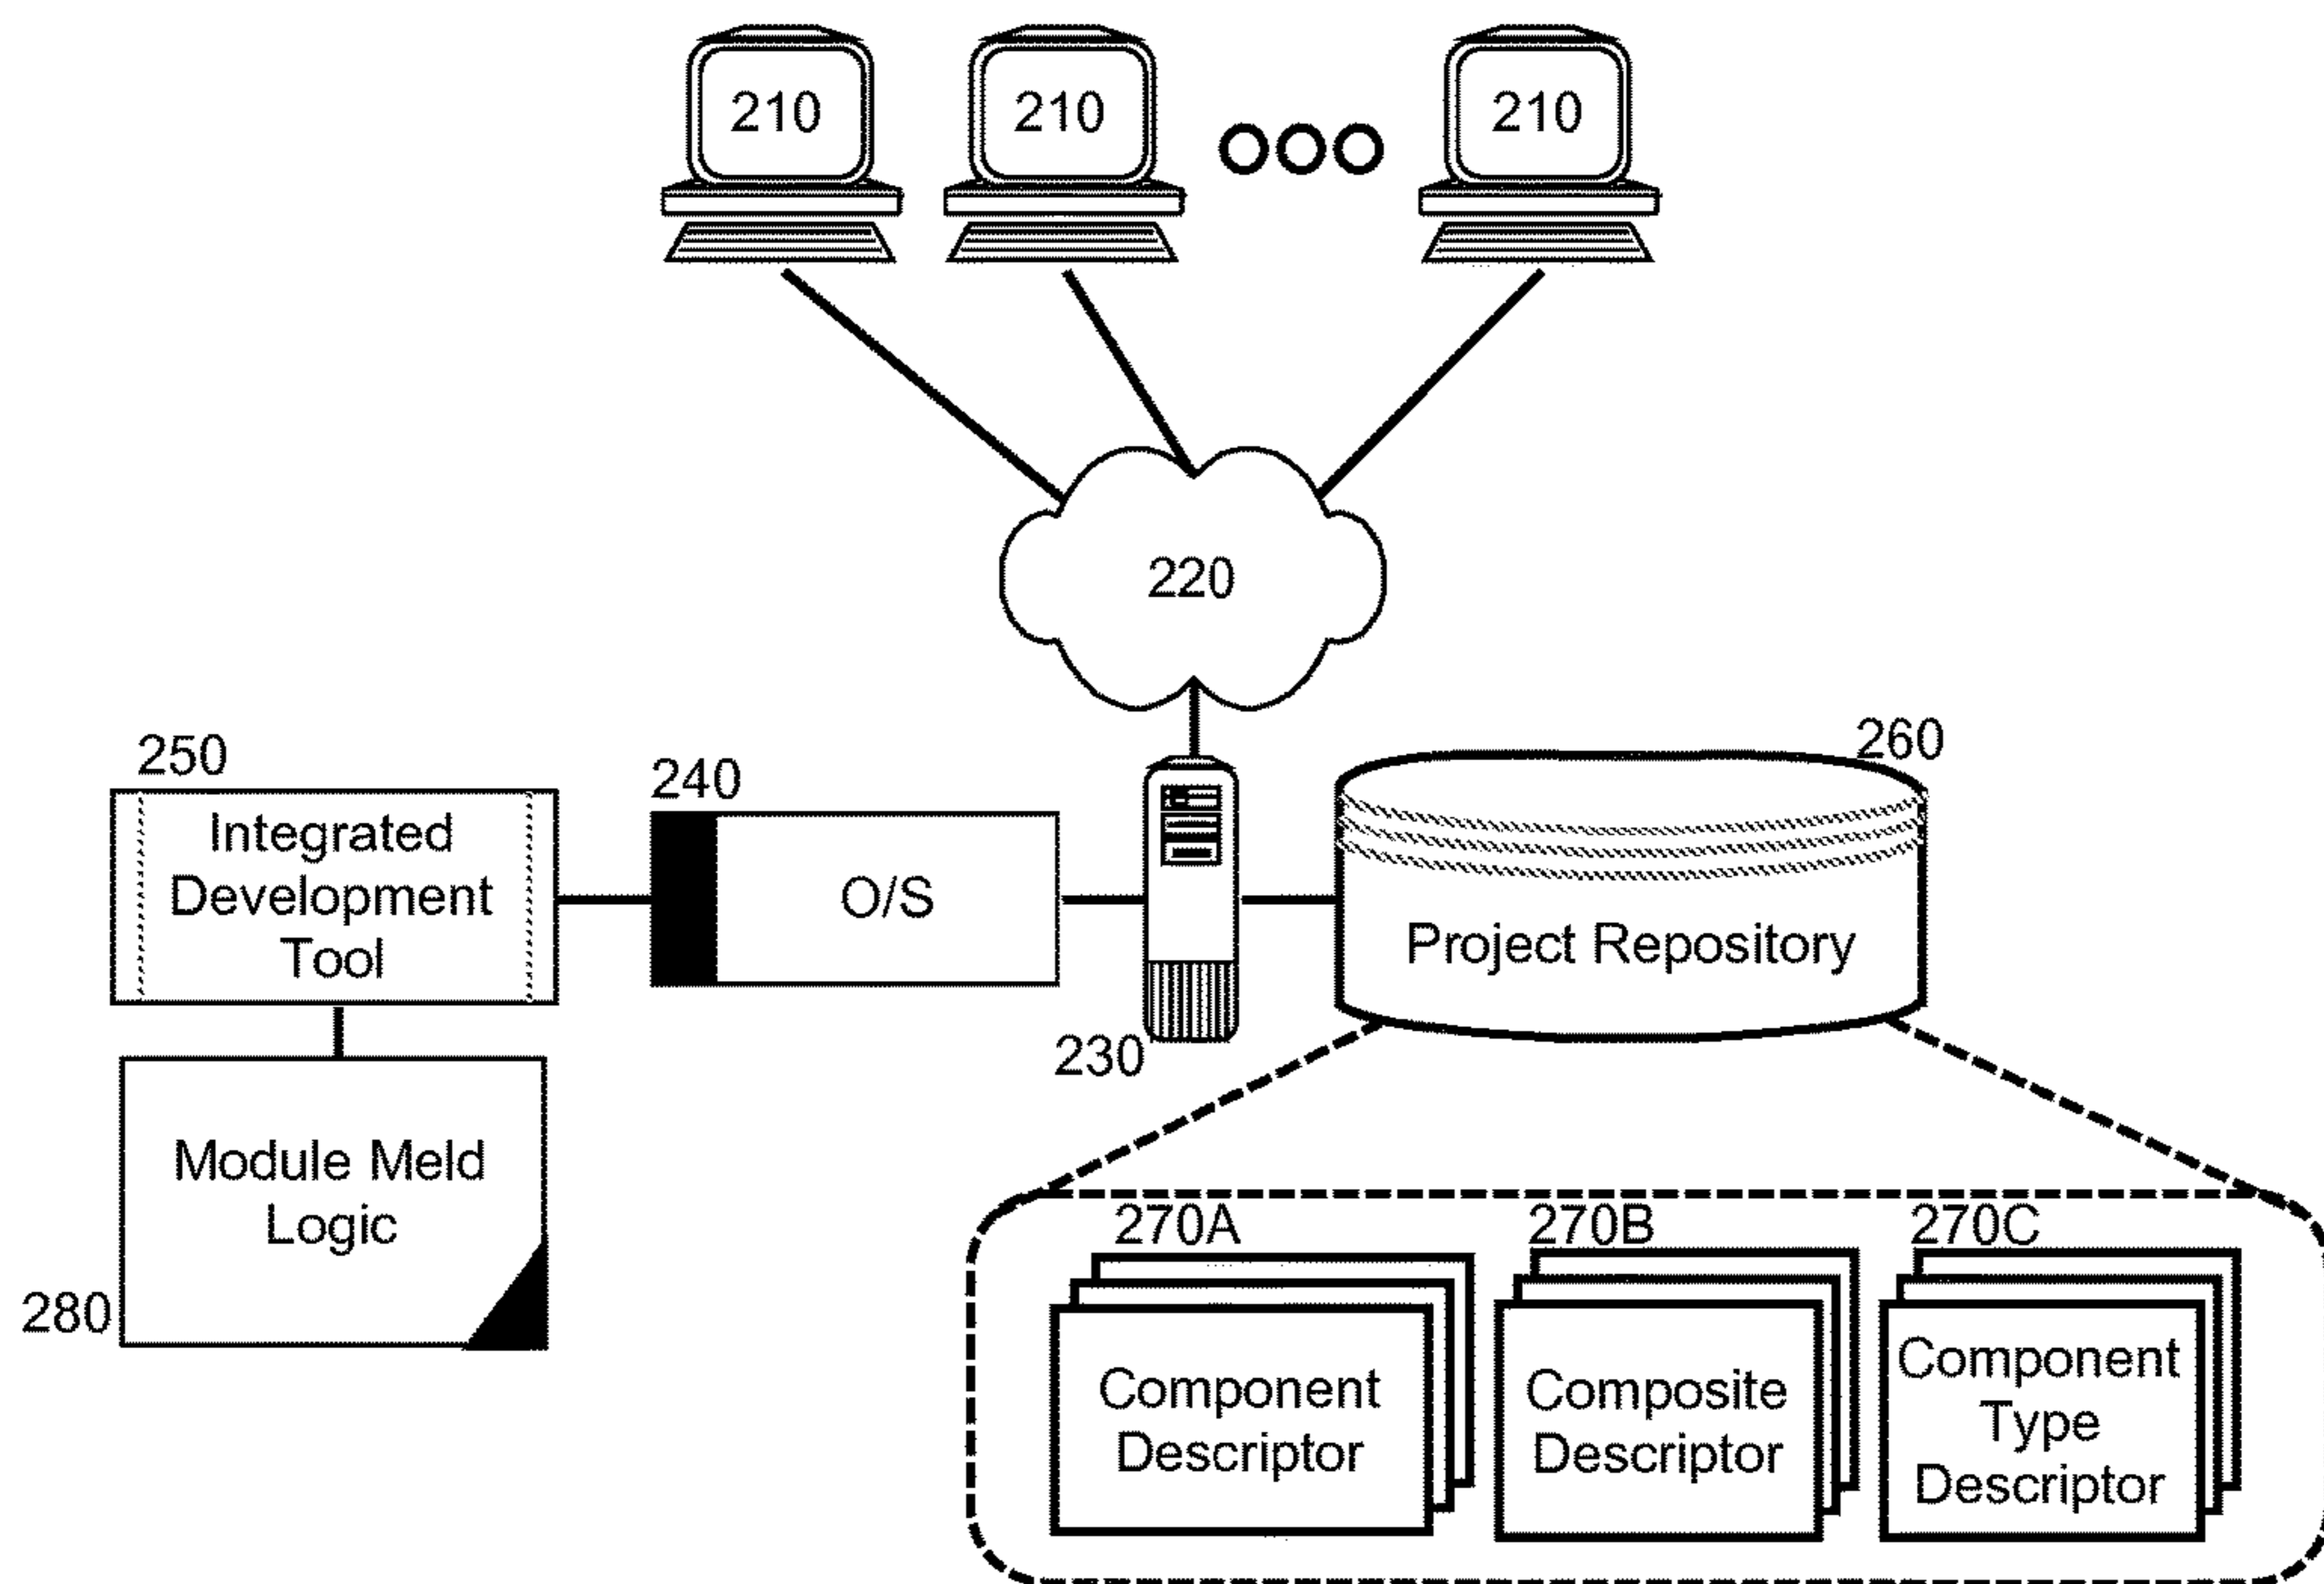 210
210
210
220
250
240
260
Integrated
Development
Tool
O/S
Project Repository
230
Module Meld
Logic
280
270A
270B
270C
Component
Descriptor
Composite
Descriptor
Component
Type
Descriptor